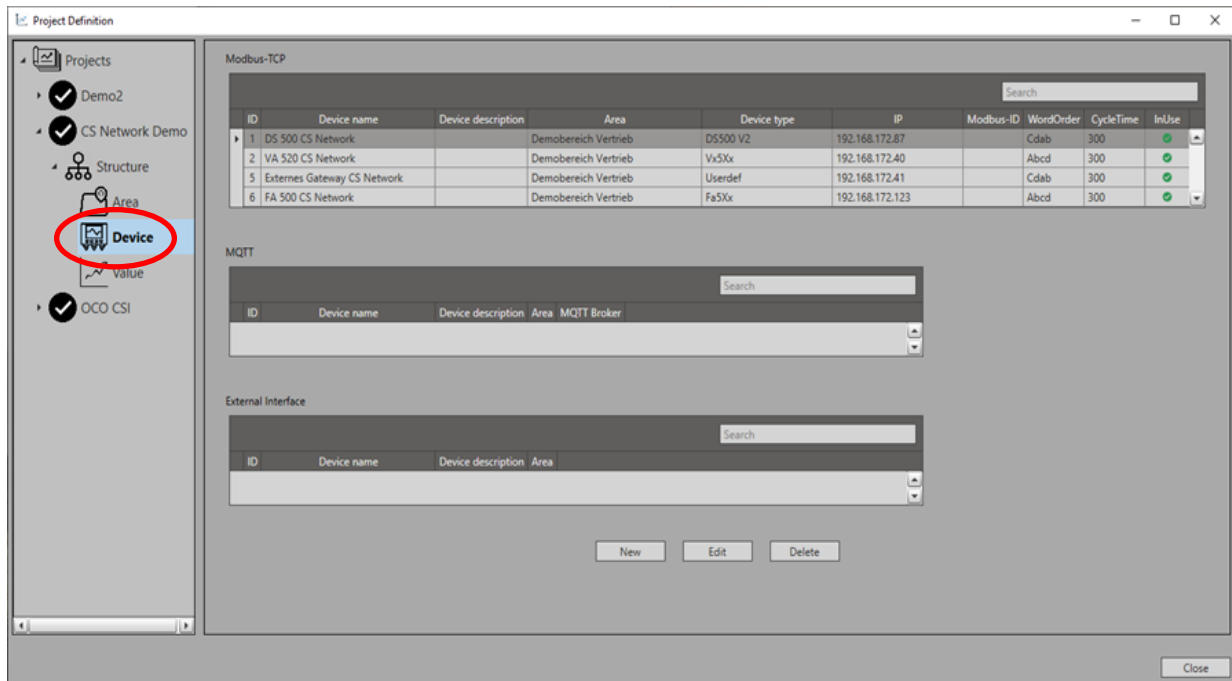 Project Definition
Projects
Demo2
CS Network Demo
Structure
Area
Device
Value
OCO CSI
Modbus-TCP
Search
ID Device name Device description Area Device type IP Modbus-ID WordOrder CycleTime InUse
1 DS 500 CS Network Demobereich Vertrieb DS500 V2 192.168.172.87 Cdab 300
2 VA 520 CS Network Demobereich Vertrieb Vx5Xx 192.168.172.40 Abcd 300
5 Externes Gateway CS Network Demobereich Vertrieb Userdef 192.168.172.41 Cdab 300
6 FA 500 CS Network Demobereich Vertrieb Fa5Xx 192.168.172.123 Abcd 300
MQTT
Search
ID Device name Device description Area MQTT Broker
External Interface
Search
ID Device name Device description Area
New Edit Delete
Close